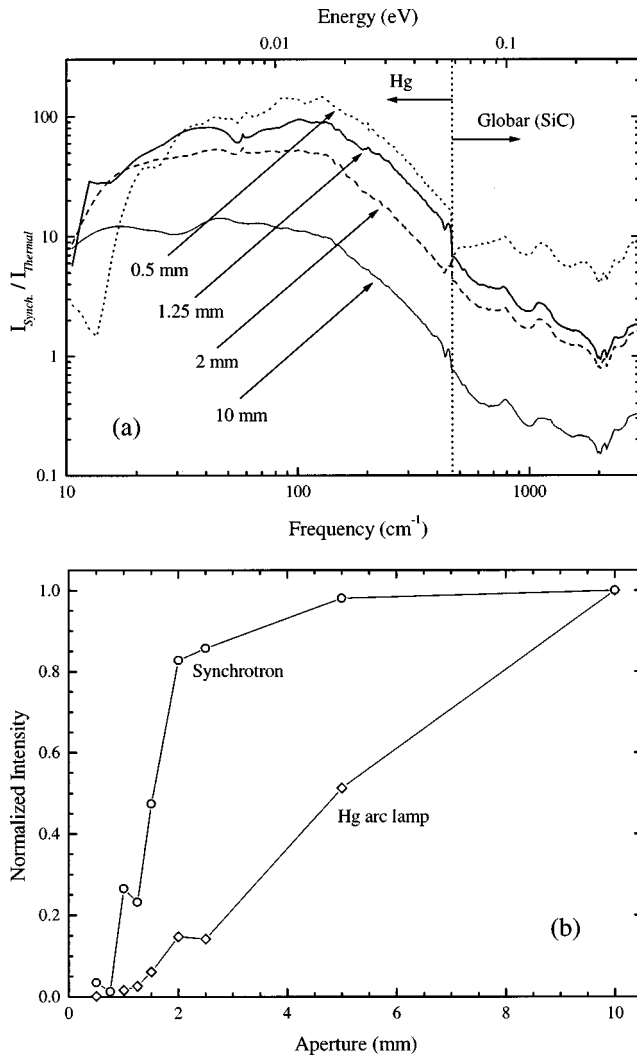 Energy (eV)
0.01 0.1
Hg
Globar (SiC)
100
10
1
0.1
I_Synch. / I_Thermal
0.5 mm
1.25 mm
2 mm
10 mm
(a)
10 100 1000
Frequency (cm⁻¹)
1.0
0.8
0.6
0.4
0.2
0.0
Normalized Intensity
Synchrotron
Hg arc lamp
(b)
0 2 4 6 8 10
Aperture (mm)